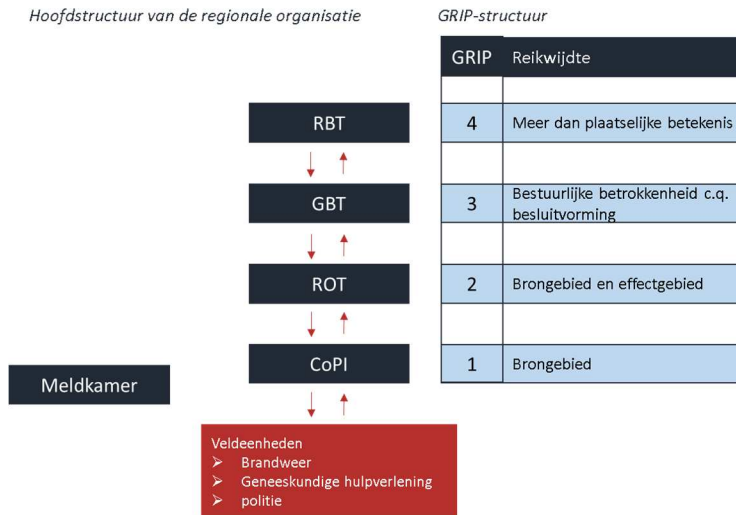 Hoofdstructuur van de regionale organisatie
GRIP-structuur
GRIP Reikwijdte
RBT
4 Meer dan plaatselijke betekenis
GBT
3 Bestuurlijke betrokkenheid c.q.
besluitvorming
ROT
2 Brongebied en effectgebied
CoPI
1 Brongebied
Meldkamer
Veldeenheden
➢ Brandweer
➢ Geneeskundige hulpverlening
➢ politie